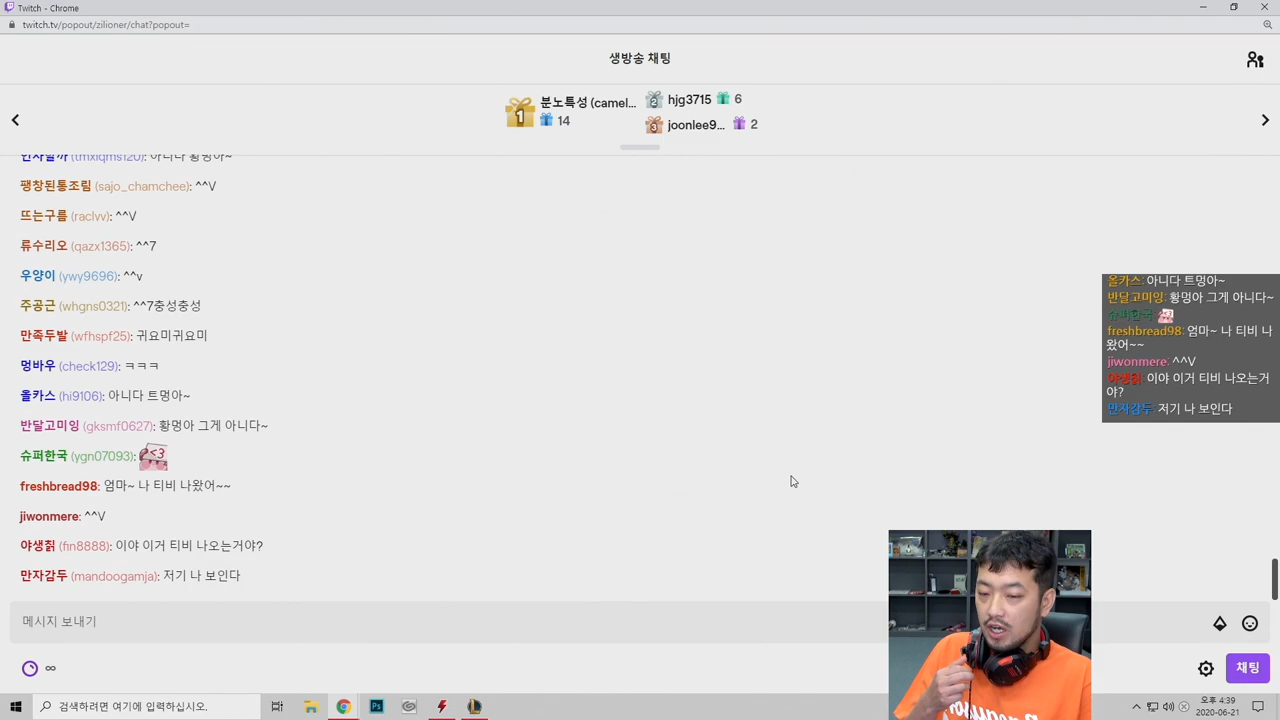 Twitch - Chrome
twitch.tv/popout/zilioner/chat?popout=
생방송 채팅
1 분노특성 (camel... 14
2 hjg3715 6
3 joonlee9... 2
팽창된통조림 (sajo_chamchee): ^^V
뜨는구름 (raclvv): ^^V
류수리오 (qazx1365): ^^7
우양이 (ywy9696): ^^v
주공근 (whgns0321): ^^7충성충성
만족두발 (wfhspf25): 귀요미귀요미
멍바우 (check129): ㅋㅋㅋ
올카스 (hi9106): 아니다 트멍아~
반달고미잉 (gksmf0627): 황멍아 그게 아니다~
슈퍼한국 (ygn07093): <3
freshbread98: 엄마~ 나 티비 나왔어~~
jiwonmere: ^^V
야생칡 (fin8888): 이야 이거 티비 나오는거야?
만자감두 (mandoogamja): 저기 나 보인다
올카스: 아니다 트멍아~
반달고미잉: 황멍아 그게 아니다~
슈퍼한국:
freshbread98: 엄마~ 나 티비 나
왔어~~
jiwonmere: ^^V
야생칡: 이야 이거 티비 나오는거
야?
만자감두: 저기 나 보인다
메시지 보내기
∞
채팅
검색하려면 여기에 입력하십시오.
Ps
오후 4:39
2020-06-21